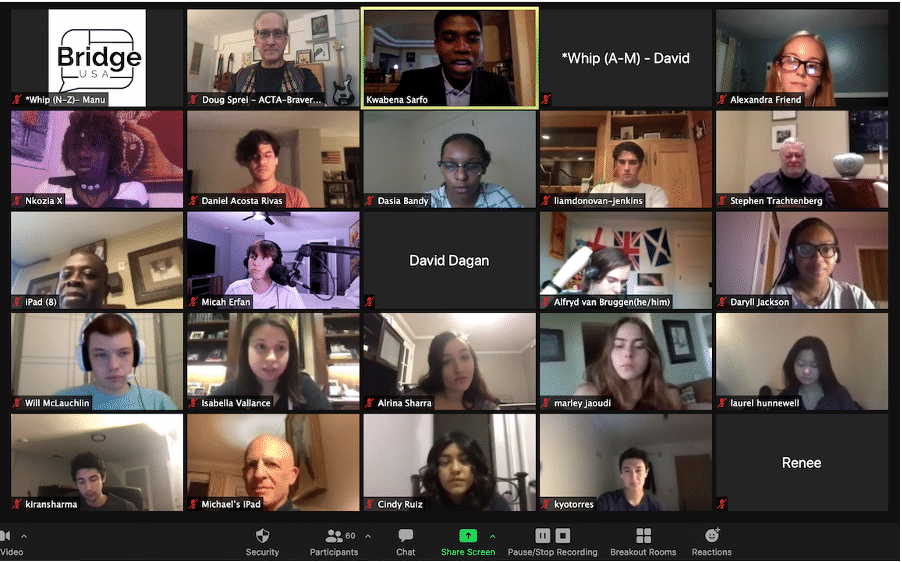 Bridge
USA
*Whip (N-Z)- Manu
Doug Sprei - ACTA-Braver...
Kwabena Sarfo
*Whip (A-M) - David
Alexandra Friend
Nkozia X
Daniel Acosta Rivas
Dasia Bandy
liamdonovan-jenkins
Stephen Trachtenberg
iPad (8)
Micah Erfan
David Dagan
Alfryd van Bruggen(he/him)
Daryll Jackson
Will McLauchlin
Isabella Vallance
Alrina Sharra
marley jaoudi
laurel hunnewell
kiransharma
Michael's iPad
Cindy Ruiz
kyotorres
Renee
Video
Security
Participants
60
Chat
Share Screen
Pause/Stop Recording
Breakout Rooms
Reactions